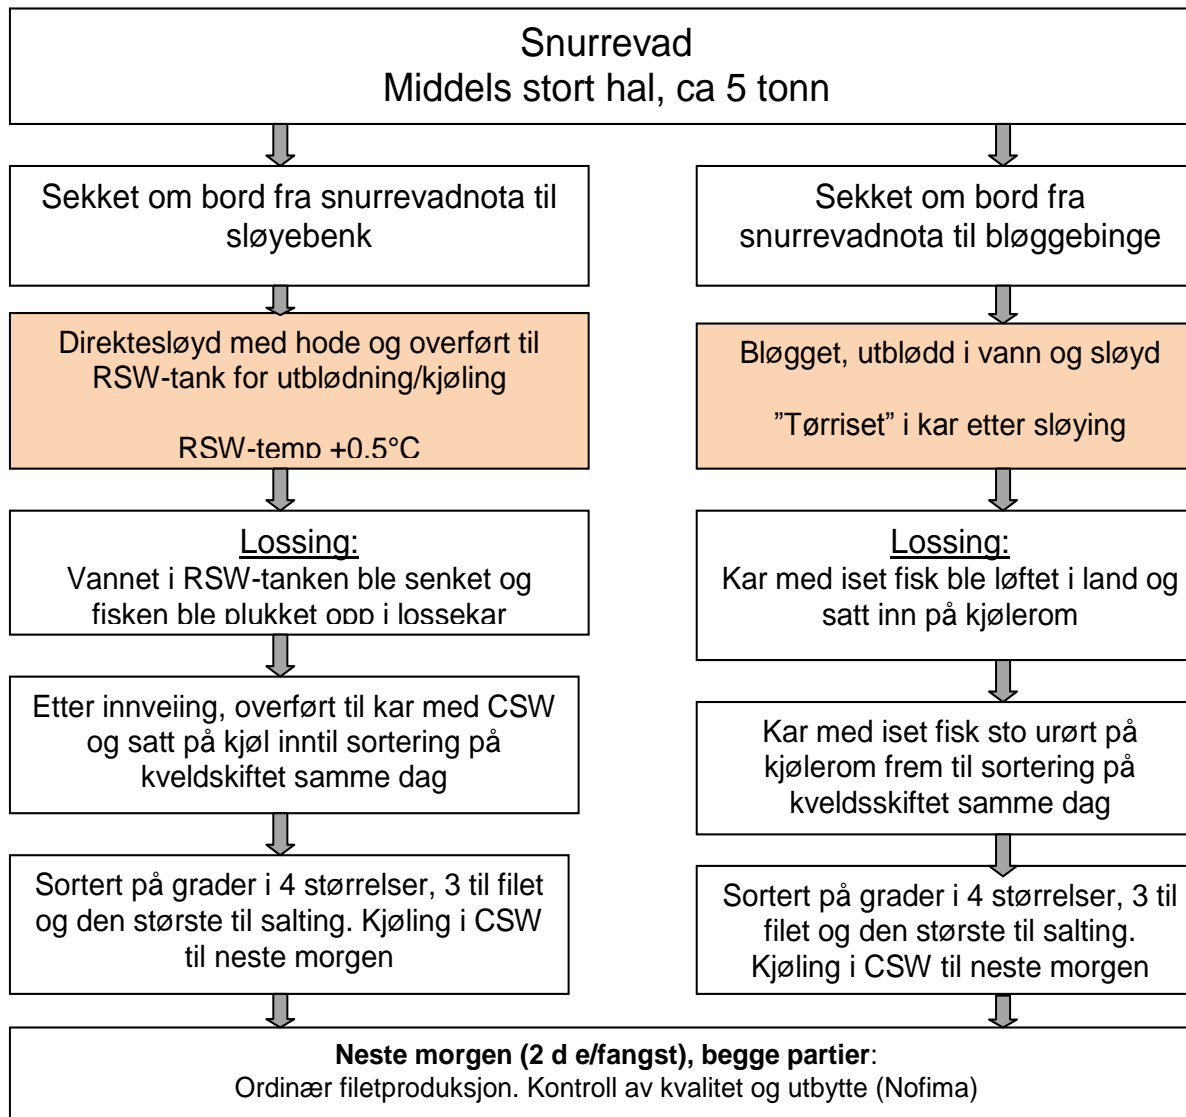 Snurrevad
Middels stort hal, ca 5 tonn
Sekket om bord fra snurrevadnota til
sløyebenk
Direktesløyd med hode og overført til
RSW-tank for utblødning/kjøling
RSW-temp +0.5°C
Lossing:
Vannet i RSW-tanken ble senket og
fisken ble plukket opp i lossekar
Etter innveiing, overført til kar med CSW
og satt på kjøl inntil sortering på
kveldskiftet samme dag
Sortert på grader i 4 størrelser, 3 til filet
og den største til salting. Kjøling i CSW
til neste morgen
Sekket om bord fra
snurrevadnota til bløggebinge
Bløgget, utblødd i vann og sløyd
”Tørriset” i kar etter sløying
Lossing:
Kar med iset fisk ble løftet i land og
satt inn på kjølerom
Kar med iset fisk sto urørt på
kjølerom frem til sortering på
kveldsskiftet samme dag
Sortert på grader i 4 størrelser, 3 til
filet og den største til salting.
Kjøling i CSW til neste morgen
Neste morgen (2 d e/fangst), begge partier:
Ordinær filetproduksjon. Kontroll av kvalitet og utbytte (Nofima)